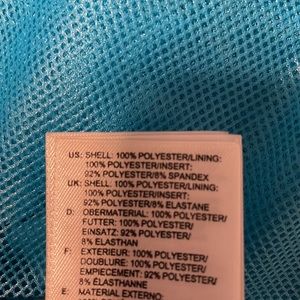 US: SHELL: 100% POLYESTER/LINING:
100% POLYESTER/INSERT:
92% POLYESTER/8% SPANDEX
UK: SHELL: 100% POLYESTER/LINING:
100% POLYESTER/INSERT:
92% POLYESTER/8% ELASTANE
D: OBERMATERIAL: 100% POLYESTER/
FUTTER: 100% POLYESTER/
EINSATZ: 92% POLYESTER/
8% ELASTHAN
F: EXTERIEUR: 100% POLYESTER/
DOUBLURE: 100% POLYESTER/
EMPIECEMENT: 92% POLYESTER/
8% ELASTHANNE
E: MATERIAL EXTERNO: